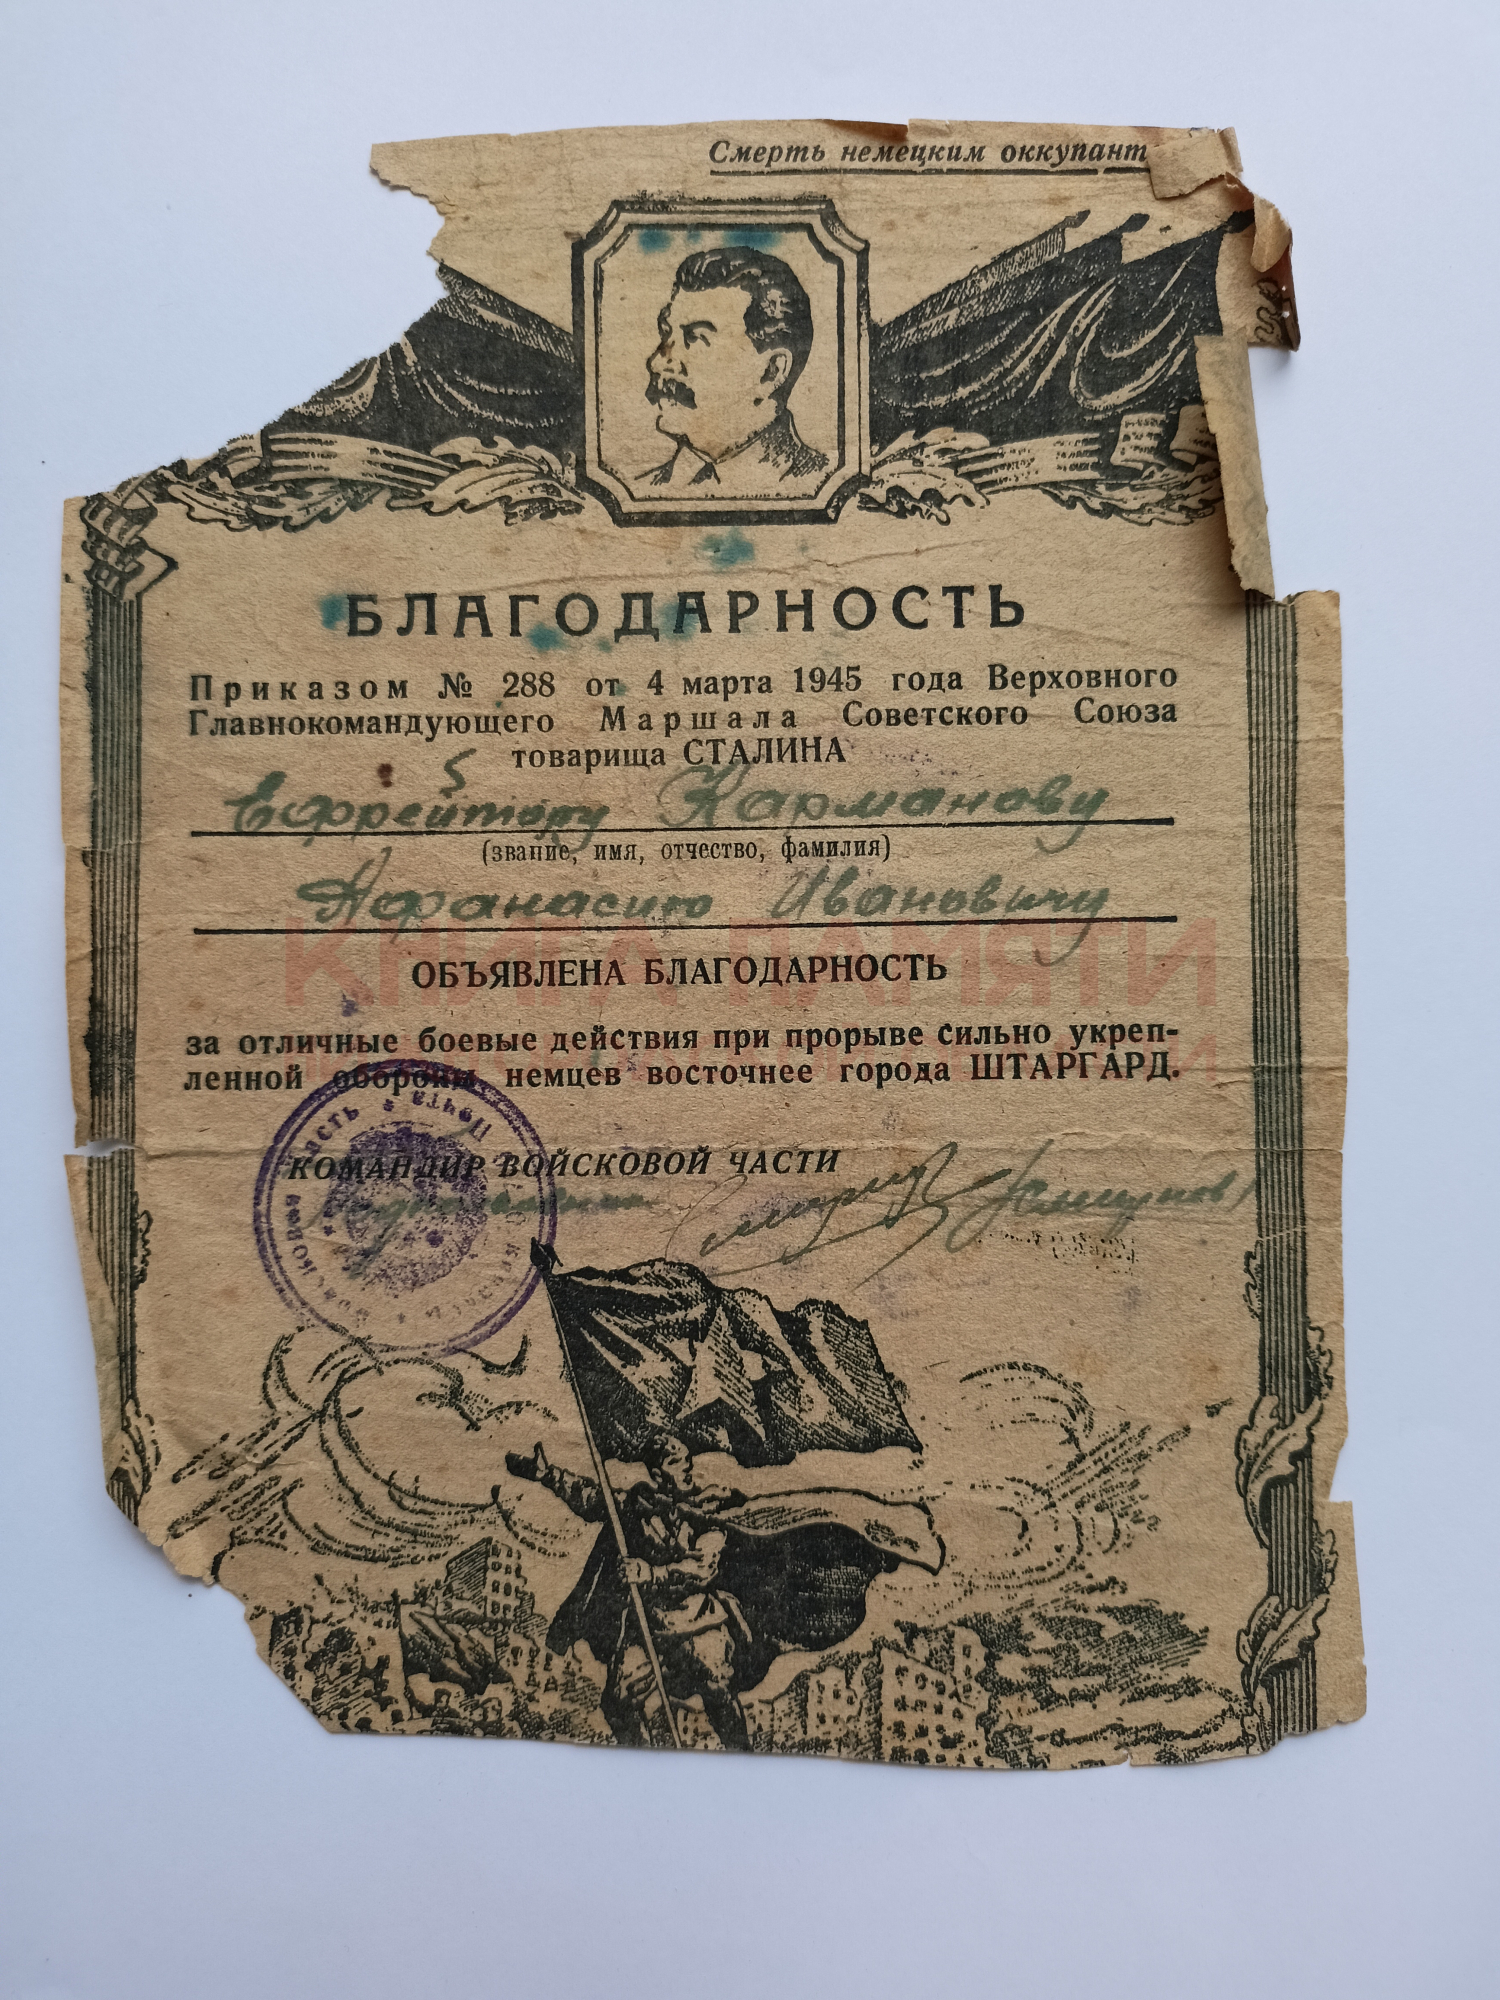 Смерть немецким оккупант
БЛАГОДАРНОСТЬ
Приказом № 288 от 4 марта 1945 года Верховного
Главнокомандующего Маршала Советского Союза
товарища СТАЛИНА
Ефрейтору Карманову
(звание, имя, отчество, фамилия)
Афанасию Ивановичу
КНИГА ПАМЯТИ
ОБЪЯВЛЕНА БЛАГОДАРНОСТЬ
за отличные боевые действия при прорыве сильно укреп-
ленной обороны немцев восточнее города ШТАРГАРД.
КОМАНДИР ВОЙСКОВОЙ ЧАСТИ